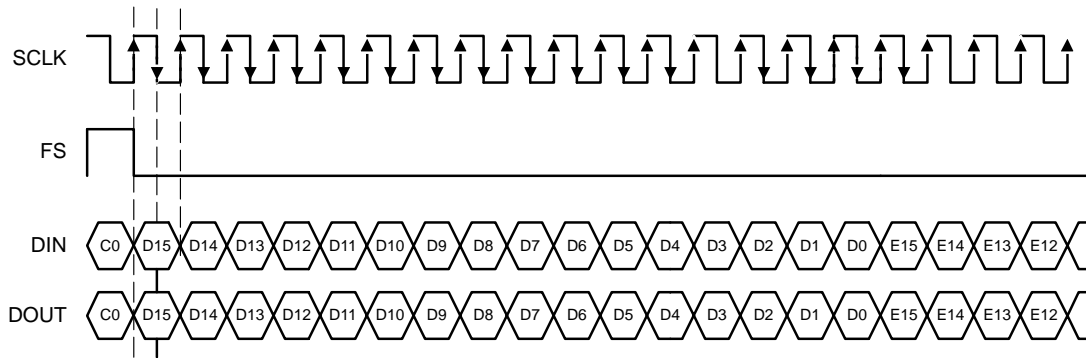 SCLK
FS
DIN C0 D15 D14 D13 D12 D11 D10 D9 D8 D7 D6 D5 D4 D3 D2 D1 D0 E15 E14 E13 E12
DOUT C0 D15 D14 D13 D12 D11 D10 D9 D8 D7 D6 D5 D4 D3 D2 D1 D0 E15 E14 E13 E12